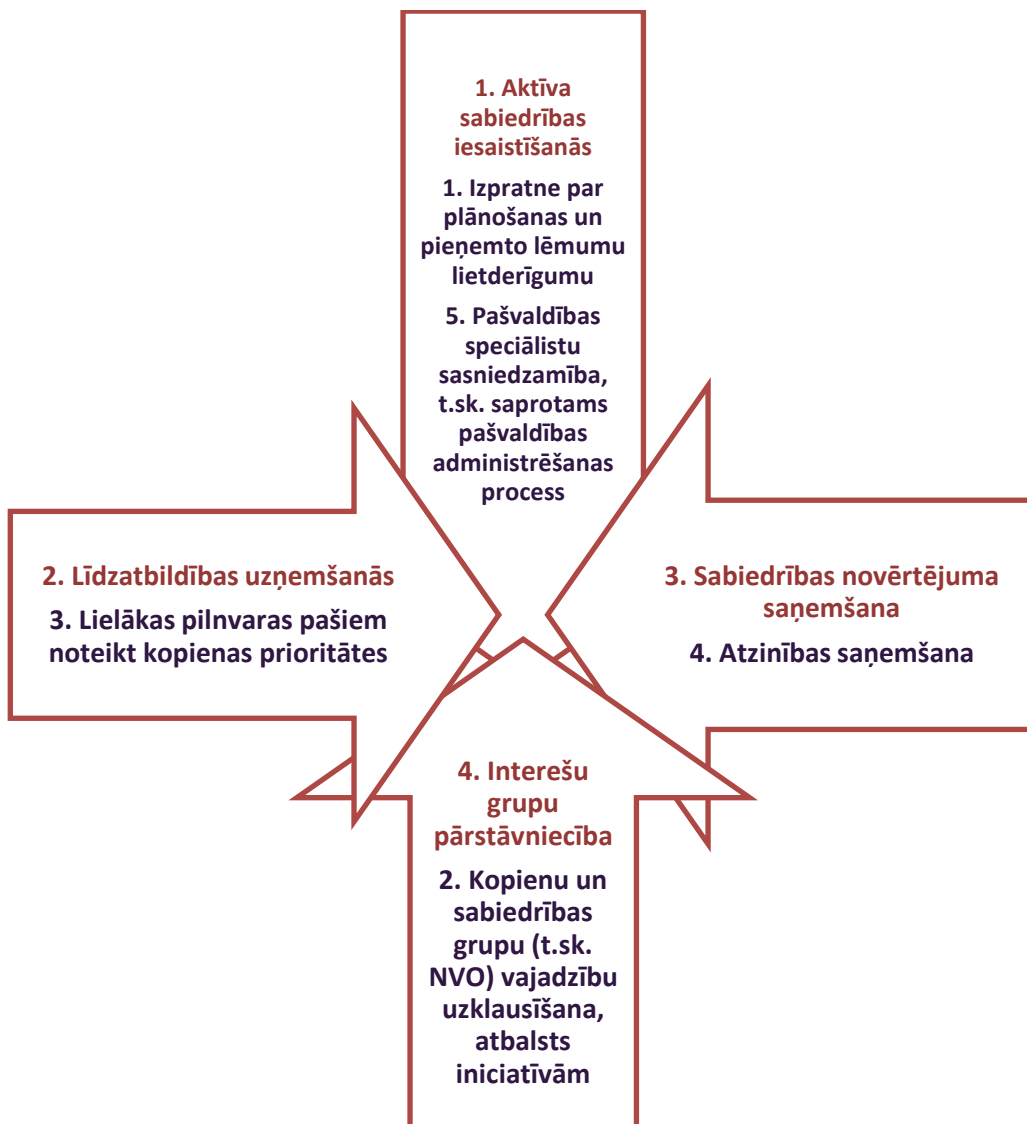 1. Aktīva
sabiedrības
iesaistīšanās
1. Izpratne par
plānošanas un
pieņemto lēmumu
lietderīgumu
5. Pašvaldības
speciālistu
sasniedzamība,
t.sk. saprotams
pašvaldības
administrēšanas
process
2. Līdzatbildības uzņemšanās
3. Lielākas pilnvaras pašiem
noteikt kopienas prioritātes
3. Sabiedrības novērtējuma
saņemšana
4. Atzinības saņemšana
4. Interešu
grupu
pārstāvniecība
2. Kopienu un
sabiedrības
grupu (t.sk.
NVO) vajadzību
uzklausīšana,
atbalsts
iniciatīvām